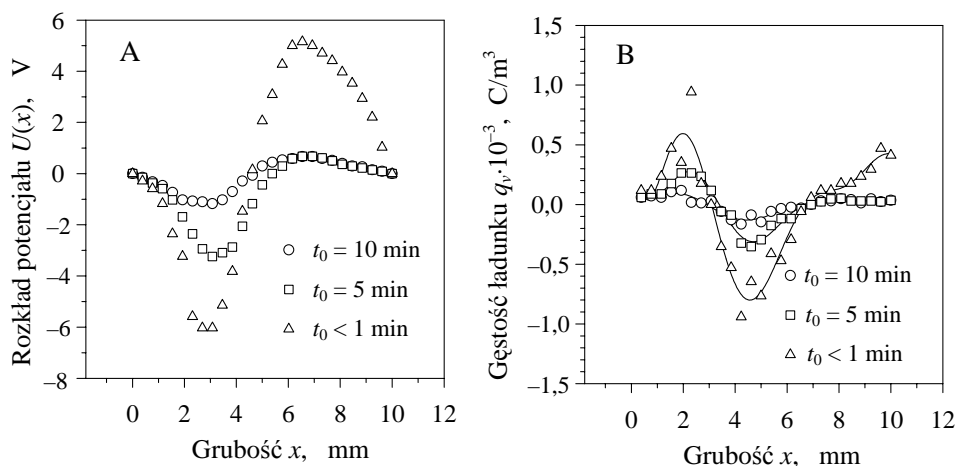 A
Rozkład potencjału U(x), V
6
4
2
0
–2
–4
–6
–8
t₀ = 10 min
t₀ = 5 min
t₀ < 1 min
0 2 4 6 8 10
Grubość x, mm
B
Gęstość ładunku qᵥ·10⁻³, C/m³
1,5
1,0
0,5
0,0
–0,5
–1,0
–1,5
t₀ = 10 min
t₀ = 5 min
t₀ < 1 min
0 2 4 6 8 10 12
Grubość x, mm